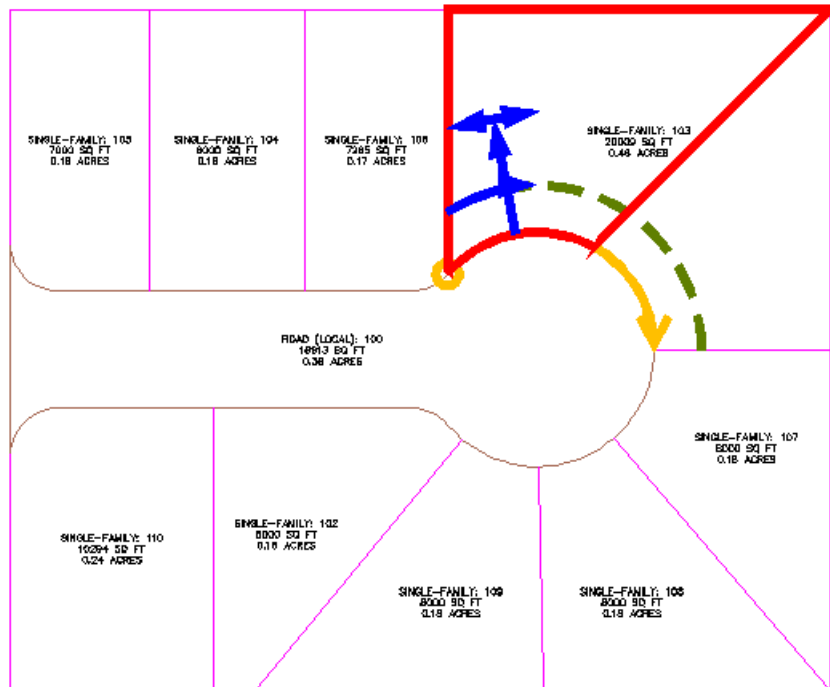 SINGLE-FAMILY: 105
7000 SQ FT
0.16 ACRES
SINGLE-FAMILY: 104
8000 SQ FT
0.18 ACRES
SINGLE-FAMILY: 106
7385 SQ FT
0.17 ACRES
SINGLE-FAMILY: 103
20009 SQ FT
0.46 ACRES
ROAD (LOCAL): 100
SQ FT
0.38 ACRES
SINGLE-FAMILY: 107
8000 SQ FT
0.18 ACRES
SINGLE-FAMILY: 110
10294 SQ FT
0.24 ACRES
SINGLE-FAMILY: 102
8000 SQ FT
0.18 ACRES
SINGLE-FAMILY: 109
8000 SQ FT
0.18 ACRES
SINGLE-FAMILY: 108
8000 SQ FT
0.18 ACRES